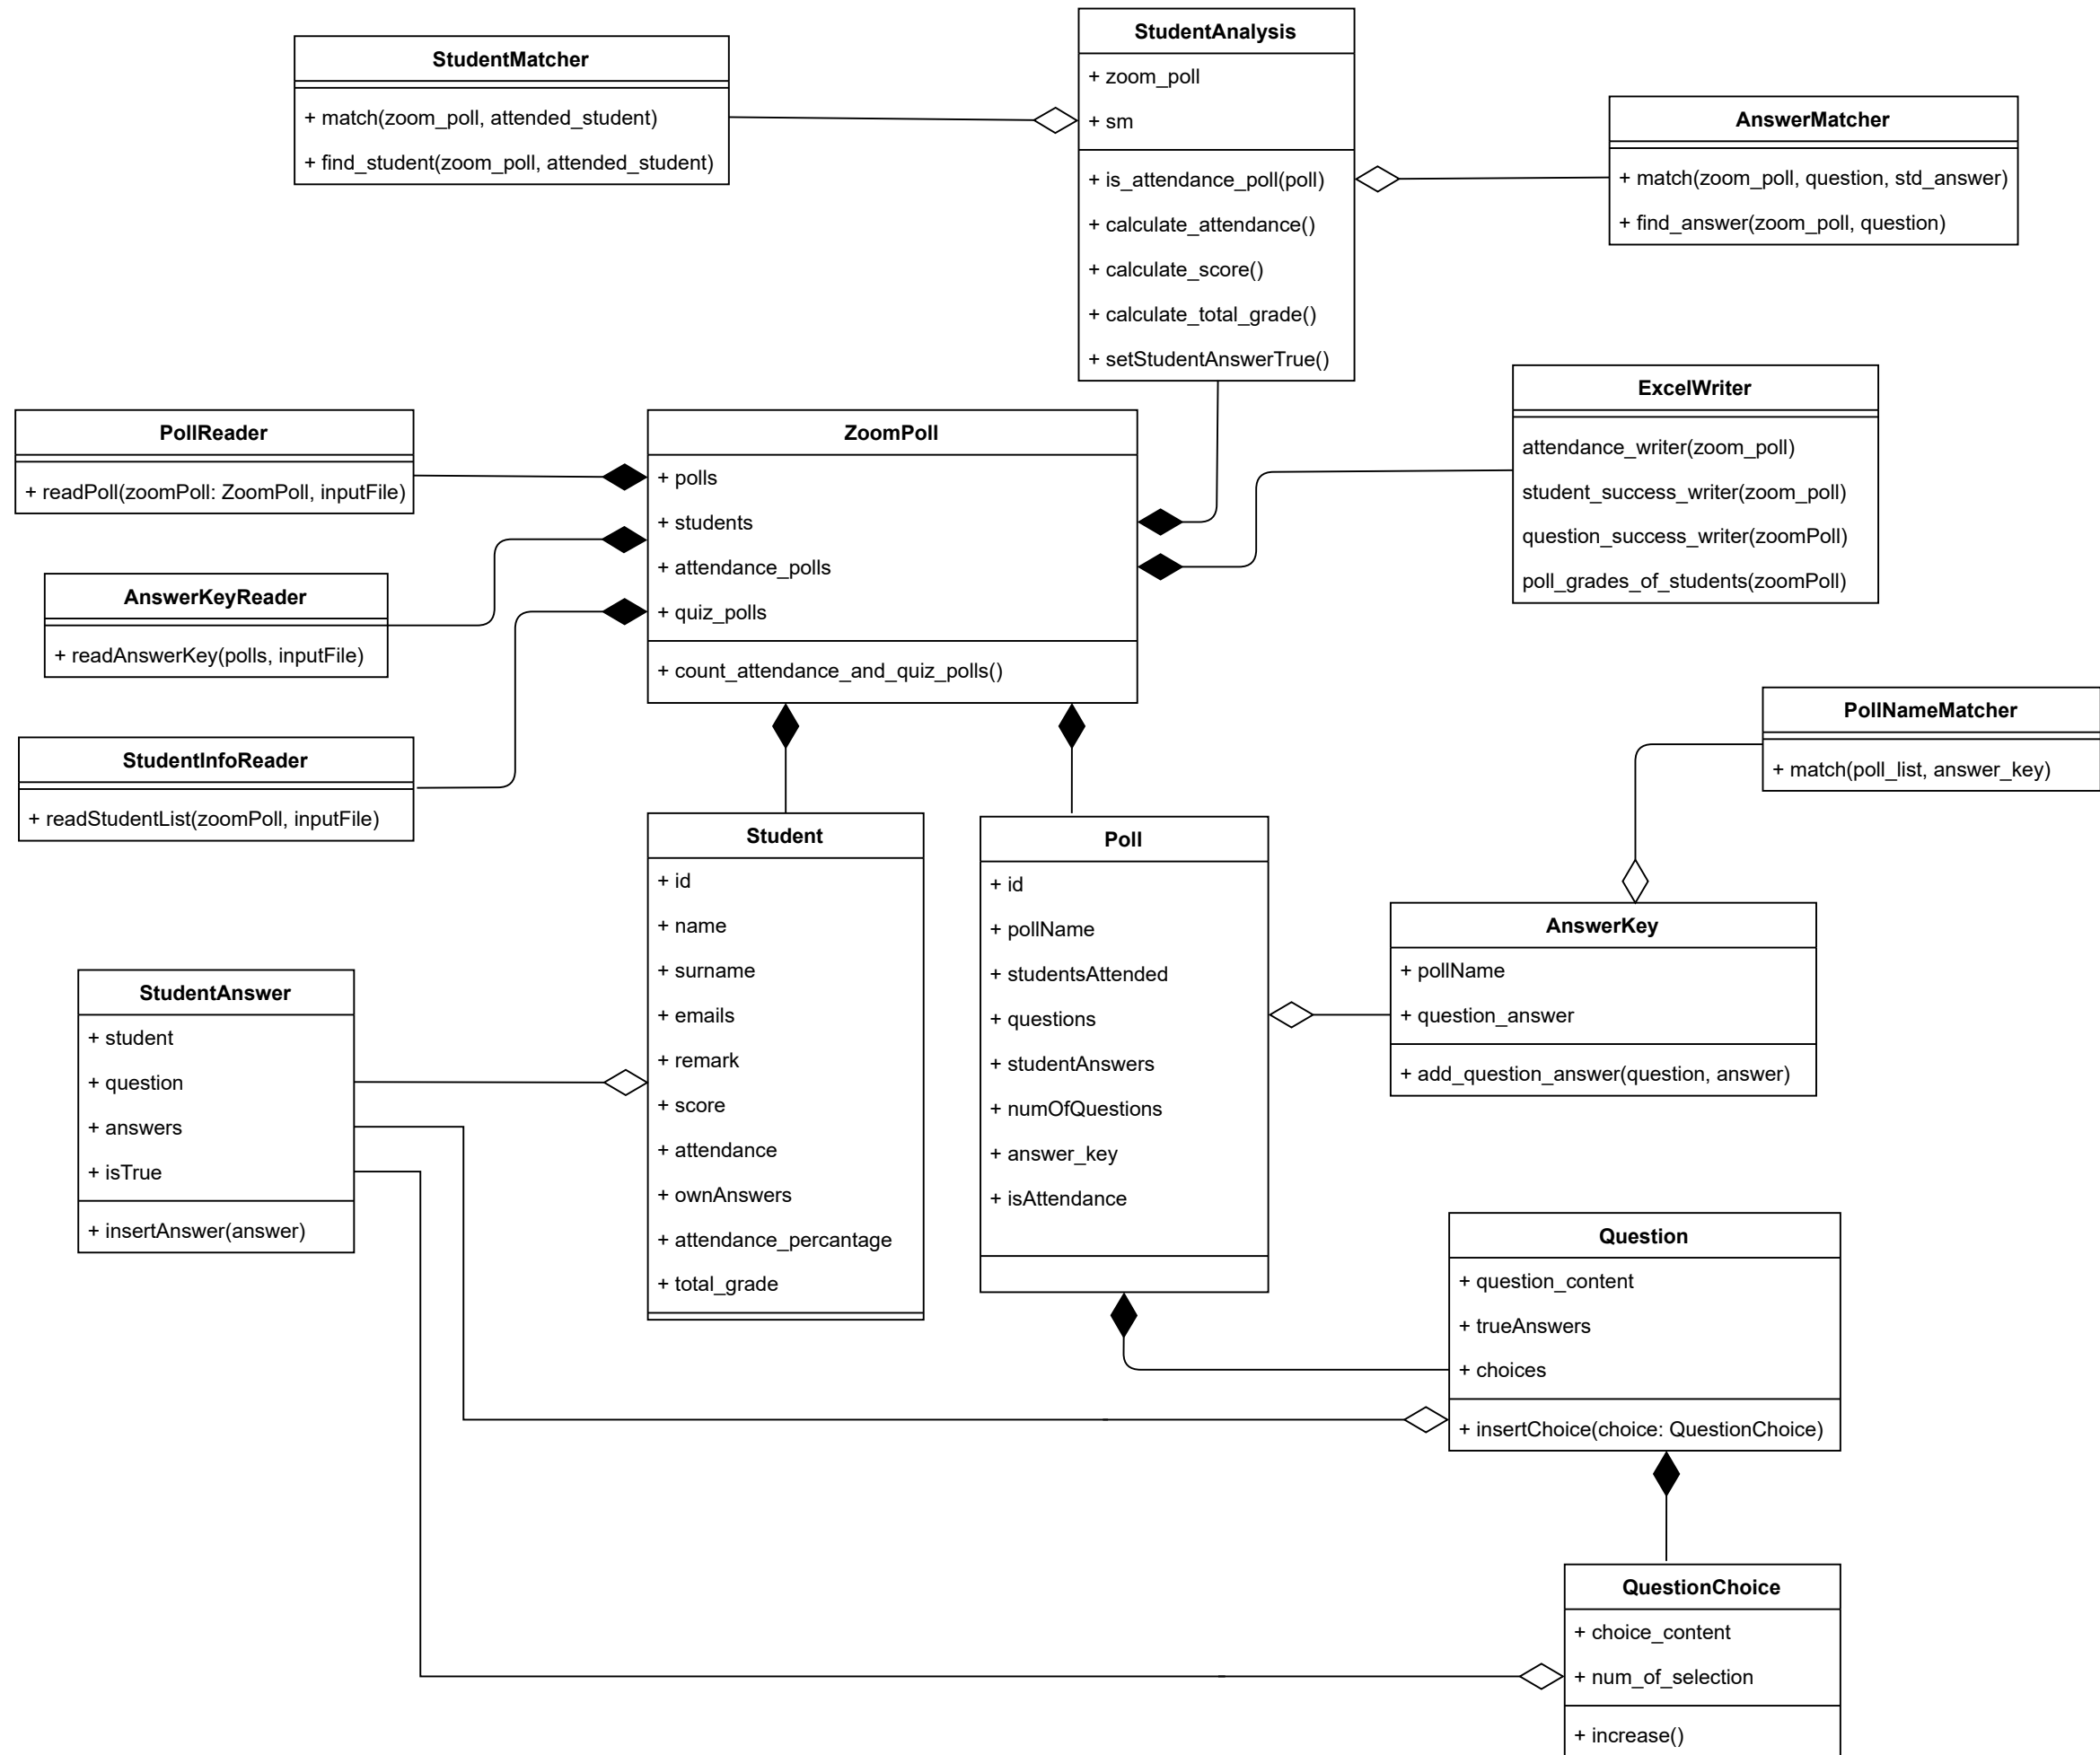 StudentAnalysis
+ zoom_poll
+ sm
+ is_attendance_poll(poll)
+ calculate_attendance()
+ calculate_score()
+ calculate_total_grade()
+ setStudentAnswerTrue()
StudentMatcher
+ match(zoom_poll, attended_student)
+ find_student(zoom_poll, attended_student)
AnswerMatcher
+ match(zoom_poll, question, std_answer)
+ find_answer(zoom_poll, question)
ExcelWriter
attendance_writer(zoom_poll)
student_success_writer(zoom_poll)
question_success_writer(zoomPoll)
poll_grades_of_students(zoomPoll)
PollReader
+ readPoll(zoomPoll: ZoomPoll, inputFile)
ZoomPoll
+ polls
+ students
+ attendance_polls
+ quiz_polls
+ count_attendance_and_quiz_polls()
AnswerKeyReader
+ readAnswerKey(polls, inputFile)
PollNameMatcher
+ match(poll_list, answer_key)
StudentInfoReader
+ readStudentList(zoomPoll, inputFile)
Student
+ id
+ name
+ surname
+ emails
+ remark
+ score
+ attendance
+ ownAnswers
+ attendance_percantage
+ total_grade
Poll
+ id
+ pollName
+ studentsAttended
+ questions
+ studentAnswers
+ numOfQuestions
+ answer_key
+ isAttendance
AnswerKey
+ pollName
+ question_answer
+ add_question_answer(question, answer)
StudentAnswer
+ student
+ question
+ answers
+ isTrue
+ insertAnswer(answer)
Question
+ question_content
+ trueAnswers
+ choices
+ insertChoice(choice: QuestionChoice)
QuestionChoice
+ choice_content
+ num_of_selection
+ increase()